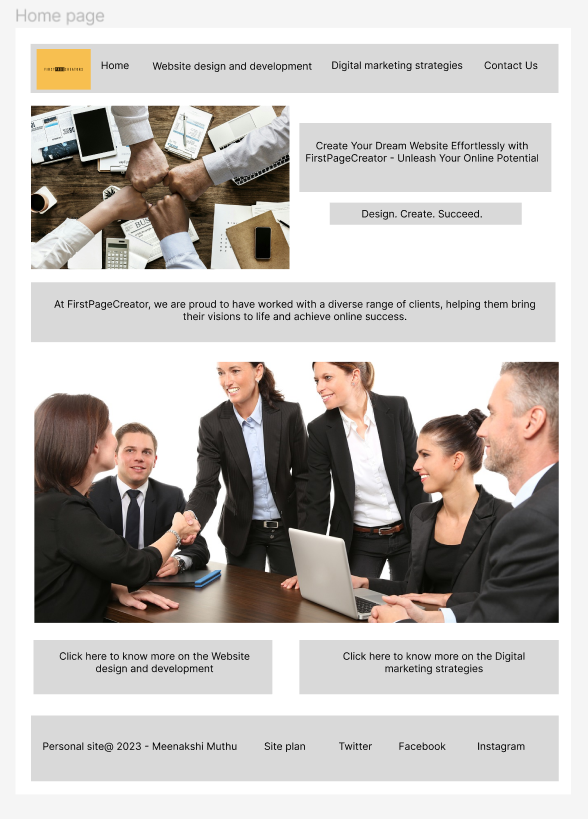 Home page
FIRSTPAGECREATORS
Home
Website design and development
Digital marketing strategies
Contact Us
Create Your Dream Website Effortlessly with
FirstPageCreator - Unleash Your Online Potential
Design. Create. Succeed.
At FirstPageCreator, we are proud to have worked with a diverse range of clients, helping them bring
their visions to life and achieve online success.
Click here to know more on the Website
design and development
Click here to know more on the Digital
marketing strategies
Personal site@ 2023 - Meenakshi Muthu
Site plan
Twitter
Facebook
Instagram